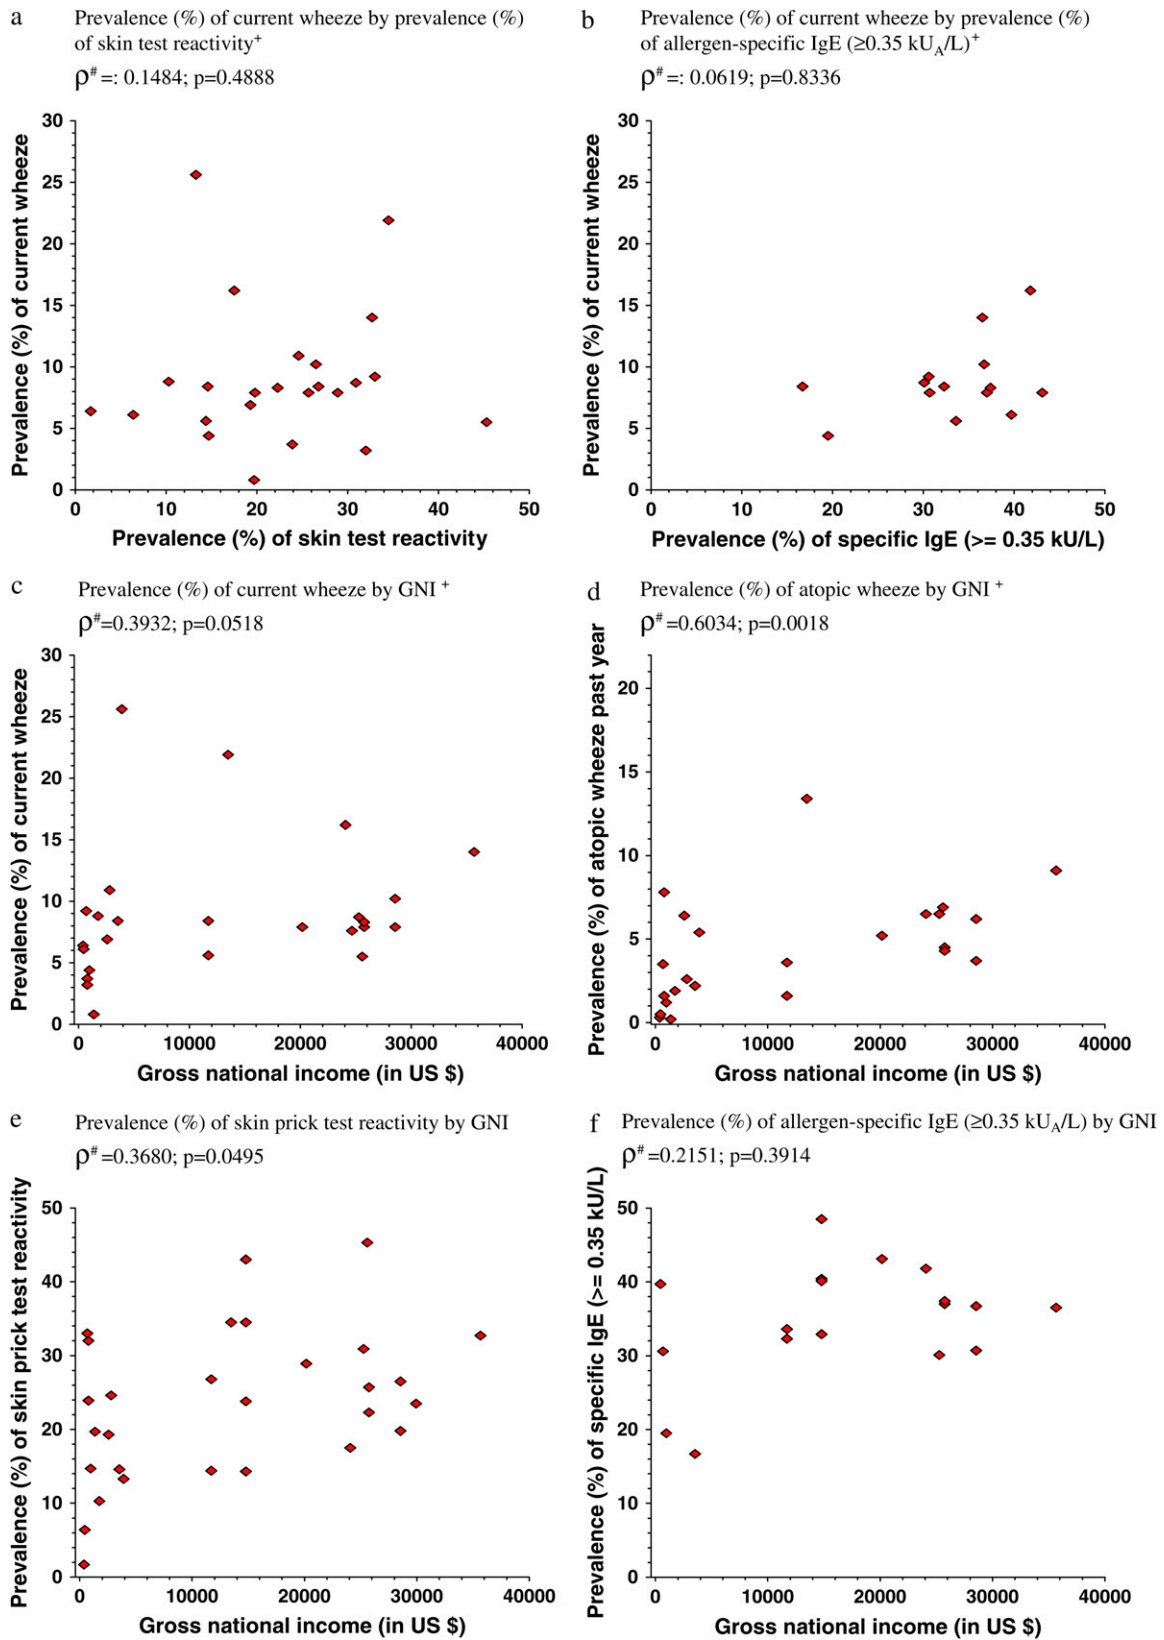 a
Prevalence (%) of current wheeze by prevalence (%)
of skin test reactivity+
ρ#=: 0.1484; p=0.4888
Prevalence (%) of current wheeze
30
25
20
15
10
5
0
0 10 20 30 40 50
Prevalence (%) of skin test reactivity
b
Prevalence (%) of current wheeze by prevalence (%)
of allergen-specific IgE (≥0.35 kUA/L)+
ρ#=: 0.0619; p=0.8336
Prevalence (%) of current wheeze
30
25
20
15
10
5
0
0 10 20 30 40 50
Prevalence (%) of specific IgE (>= 0.35 kU/L)
c
Prevalence (%) of current wheeze by GNI +
ρ#=0.3932; p=0.0518
Prevalence (%) of current wheeze
30
25
20
15
10
5
0
0 10000 20000 30000 40000
Gross national income (in US $)
d
Prevalence (%) of atopic wheeze by GNI +
ρ#=0.6034; p=0.0018
Prevalence (%) of atopic wheeze past year
20
15
10
5
0
0 10000 20000 30000 40000
Gross national income (in US $)
e
Prevalence (%) of skin prick test reactivity by GNI
ρ#=0.3680; p=0.0495
Prevalence (%) of skin prick test reactivity
50
40
30
20
10
0
0 10000 20000 30000 40000
Gross national income (in US $)
f
Prevalence (%) of allergen-specific IgE (≥0.35 kUA/L) by GNI
ρ#=0.2151; p=0.3914
Prevalence (%) of specific IgE (>= 0.35 kU/L)
50
40
30
20
10
0
0 10000 20000 30000 40000
Gross national income (in US $)